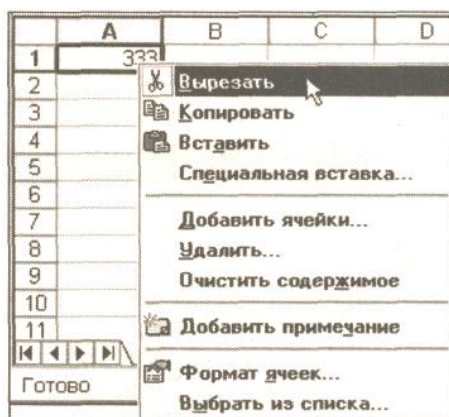 A B C D
1 333
2 Вырезать
3 Копировать
4 Вставить
5 Специальная вставка...
6
7 Добавить ячейки...
8 Удалить...
9 Очистить содержимое
10
11 Добавить примечание
Готово Формат ячеек...
Выбрать из списка...